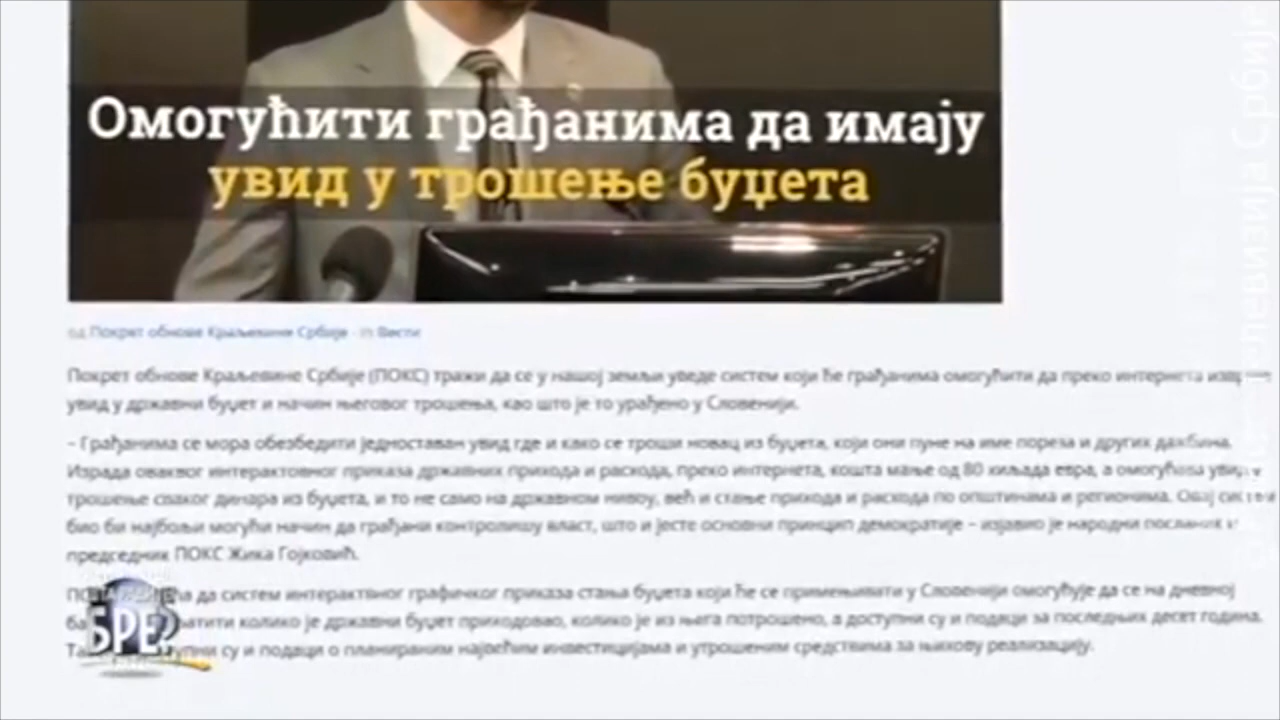 Омогућити грађанима да имају
увид у трошење буџета
од Покрет обнове Краљевине Србије in Вести
Покрет обнове Краљевине Србије (ПОКС) тражи да се у нашој земљи уведе систем који ће грађанима омогућити да преко интернета
увид у државни буџет и начин његовог трошења, као што је то урађено у Словенији.
– Грађанима се мора обезбедити једноставан увид где и како се троши новац из буџета, који они пуне на име пореза и других дажбина.
Израда оваквог интерактовног приказа државних прихода и расхода, преко интернета, кошта мање од 80 хиљада евра, а омогућава увид у
трошење сваког динара из буџета, и то не само на државном нивоу, већ и стање прихода и расхода по општинама и регионима. Овај систем
био би најбољи могући начин да грађани контролишу власт, што и јесте основни принцип демократије – изјавио је народни посланик и
председник ПОКС Жика Гојковић.
да систем интерактвног графичког приказа стања буџета који ће се примењивати у Словенији омогућује да се на дневној
колико је државни буџет приходовао, колико је из њега потрошено, а доступни су и подаци за последњих десет година.
су и подаци о планираним највећим инвестицијама и утрошеним средствима за њихову реализацију.
БРЕ?
Србије